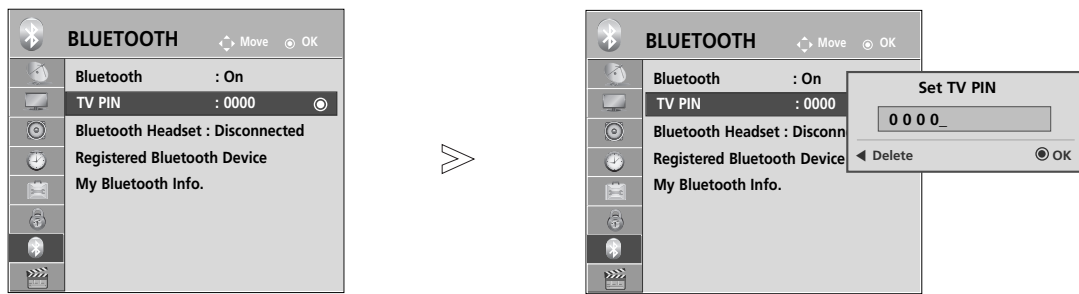 BLUETOOTH Move OK
Bluetooth : On
TV PIN : 0000
Bluetooth Headset : Disconnected
Registered Bluetooth Device
My Bluetooth Info.
BLUETOOTH Move OK
Bluetooth : On
TV PIN : 0000
Bluetooth Headset : Disconn
Registered Bluetooth Device
My Bluetooth Info.
Set TV PIN
0 0 0 0_
Delete OK